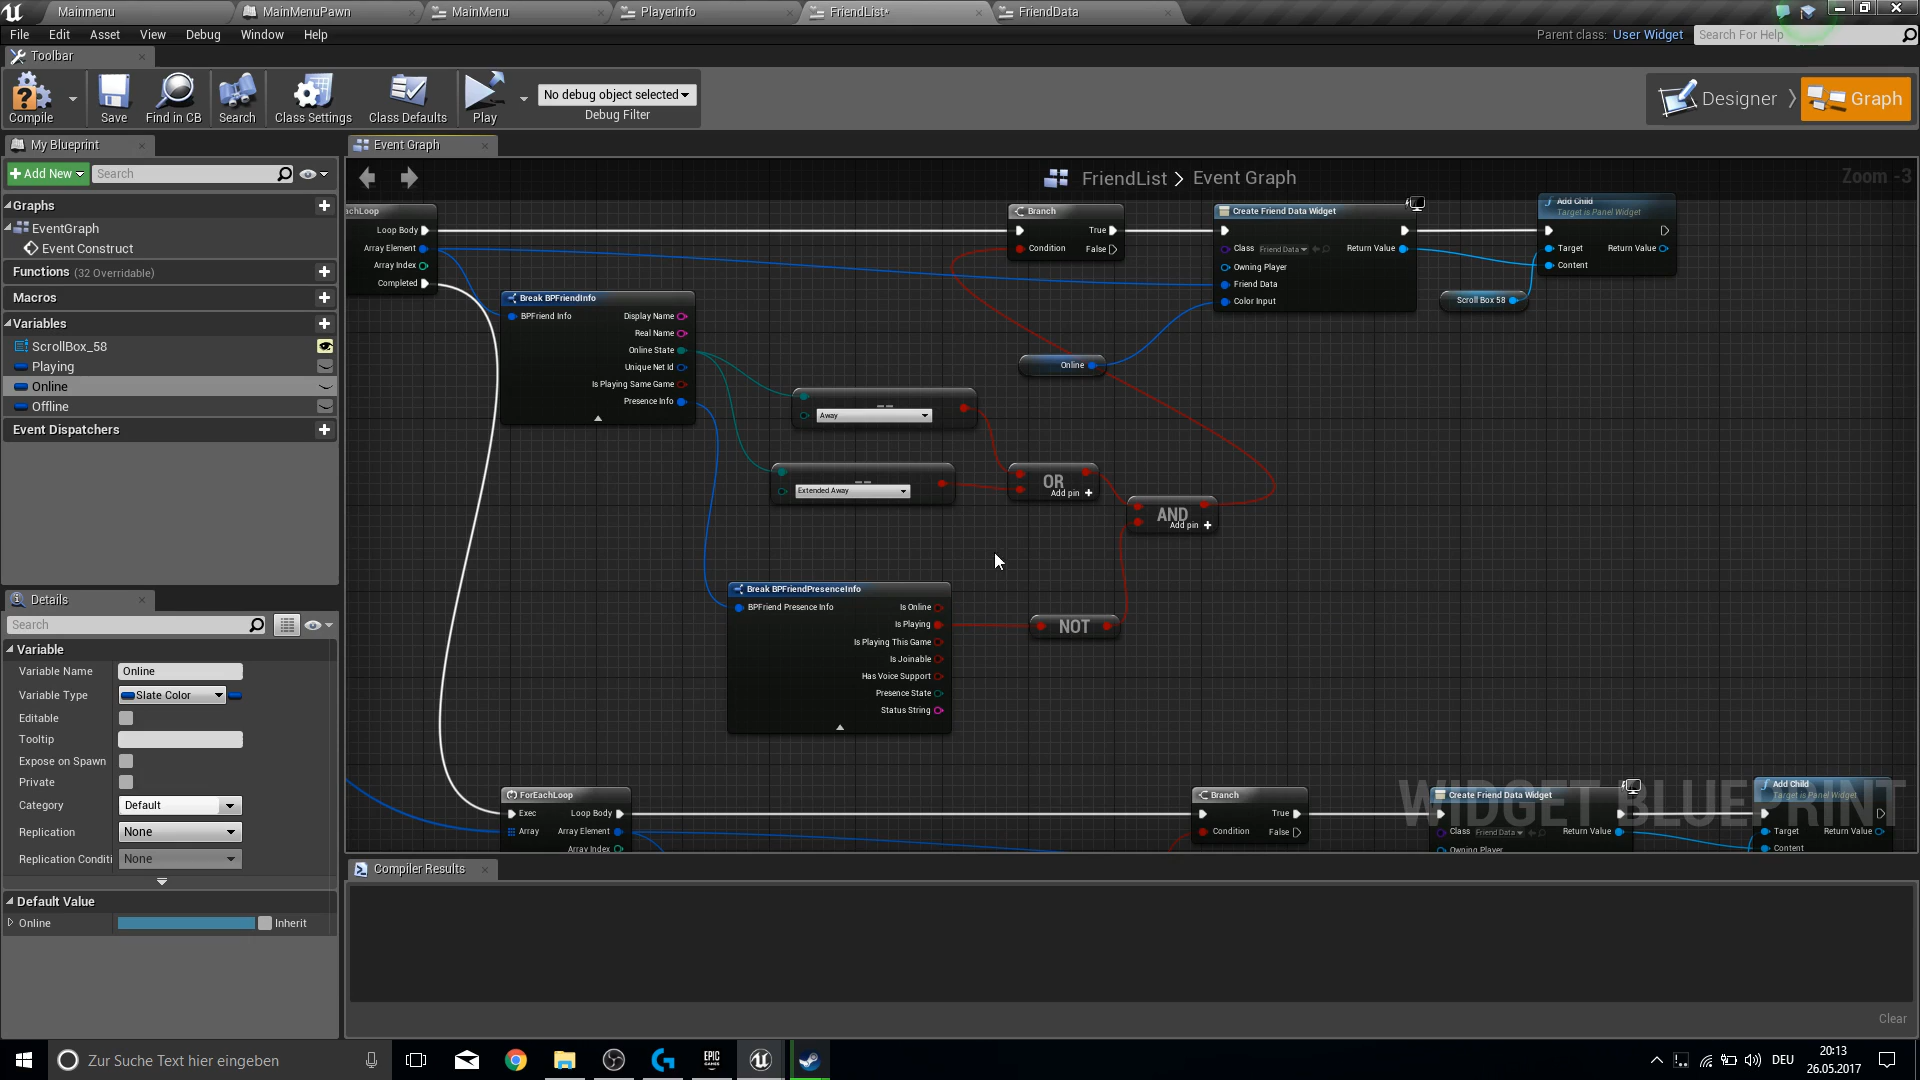 Mainmenu
MainMenuPawn
MainMenu
PlayerInfo
FriendList*
FriendData
File Edit Asset View Debug Window Help
Parent class: User Widget
Search For Help
Toolbar
Compile
Save
Find in CB
Search
Class Settings
Class Defaults
Play
No debug object selected
Debug Filter
Designer
Graph
My Blueprint
Add New
Search
Graphs
EventGraph
Event Construct
Functions (32 Overridable)
Macros
Variables
ScrollBox_58
Playing
Online
Offline
Event Dispatchers
Details
Search
Variable
Variable Name Online
Variable Type Slate Color
Editable
Tooltip
Expose on Spawn
Private
Category Default
Replication None
Replication Conditi None
Default Value
Online Inherit
Event Graph
FriendList > Event Graph
Zoom -3
achLoop
Loop Body
Array Element
Array Index
Completed
Break BPFriendInfo
BPFriend Info
Display Name
Real Name
Online State
Unique Net Id
Is Playing Same Game
Presence Info
Branch
True
Condition False
Create Friend Data Widget
Class Friend Data Return Value
Owning Player
Friend Data
Color Input
Add Child
Target is Panel Widget
Target Return Value
Content
Scroll Box 58
Online
==
Away
==
Extended Away
OR
Add pin +
AND
Add pin +
Break BPFriendPresenceInfo
BPFriend Presence Info
Is Online
Is Playing
Is Playing This Game
Is Joinable
Has Voice Support
Presence State
Status String
NOT
ForEachLoop
Exec Loop Body
Array Array Element
Array Index
Branch
True
Condition False
Create Friend Data Widget
Class Friend Data Return Value
Owning Player
Add Child
Target is Panel Widget
Target Return Value
Content
WIDGET BLUEPRINT
Compiler Results
Clear
Zur Suche Text hier eingeben
EPIC
GAMES
DEU
20:13
26.05.2017